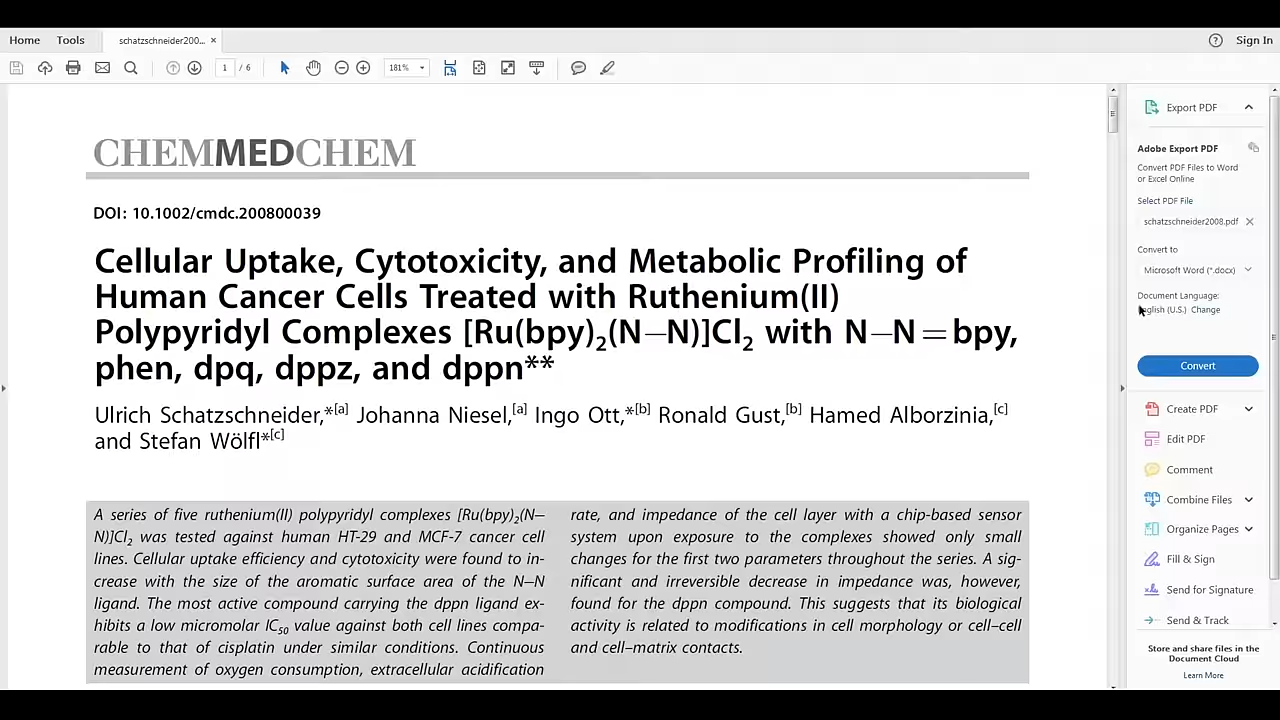 Home Tools schatzschneider200... × Sign In
1 / 6 181%
CHEMMEDCHEM
DOI: 10.1002/cmdc.200800039
Cellular Uptake, Cytotoxicity, and Metabolic Profiling of
Human Cancer Cells Treated with Ruthenium(II)
Polypyridyl Complexes [Ru(bpy)₂(N–N)]Cl₂ with N–N=bpy,
phen, dpq, dppz, and dppn**
Ulrich Schatzschneider,*[a] Johanna Niesel,[a] Ingo Ott,*[b] Ronald Gust,[b] Hamed Alborzinia,[c]
and Stefan Wölfl*[c]
A series of five ruthenium(II) polypyridyl complexes [Ru(bpy)₂(N–
N)]Cl₂ was tested against human HT-29 and MCF-7 cancer cell
lines. Cellular uptake efficiency and cytotoxicity were found to in-
crease with the size of the aromatic surface area of the N–N
ligand. The most active compound carrying the dppn ligand ex-
hibits a low micromolar IC₅₀ value against both cell lines compa-
rable to that of cisplatin under similar conditions. Continuous
measurement of oxygen consumption, extracellular acidification
rate, and impedance of the cell layer with a chip-based sensor
system upon exposure to the complexes showed only small
changes for the first two parameters throughout the series. A sig-
nificant and irreversible decrease in impedance was, however,
found for the dppn compound. This suggests that its biological
activity is related to modifications in cell morphology or cell–cell
and cell–matrix contacts.
Export PDF
Adobe Export PDF
Convert PDF Files to Word
or Excel Online
Select PDF File
schatzschneider2008.pdf ×
Convert to
Microsoft Word (*.docx)
Document Language:
(U.S.) Change
Convert
Create PDF
Edit PDF
Comment
Combine Files
Organize Pages
Fill & Sign
Send for Signature
Send & Track
Store and share files in the
Document Cloud
Learn More